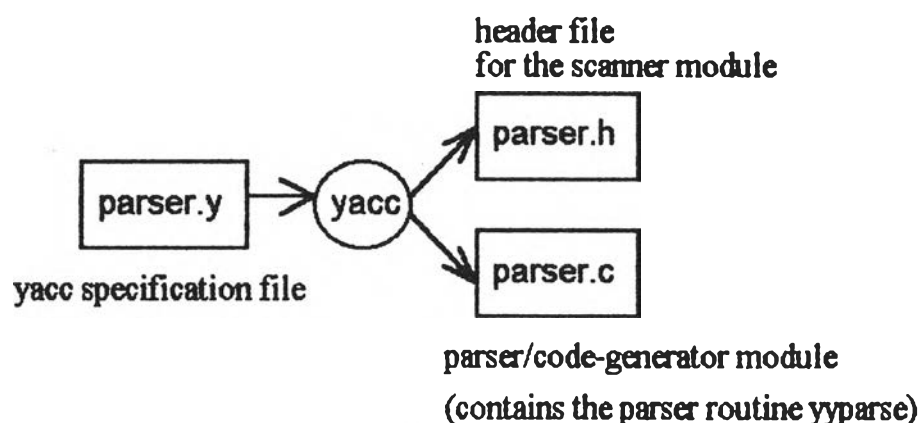 header file
for the scanner module
parser.h
parser.y
yacc
parser.c
yacc specification file
parser/code-generator module
(contains the parser routine yyparse)